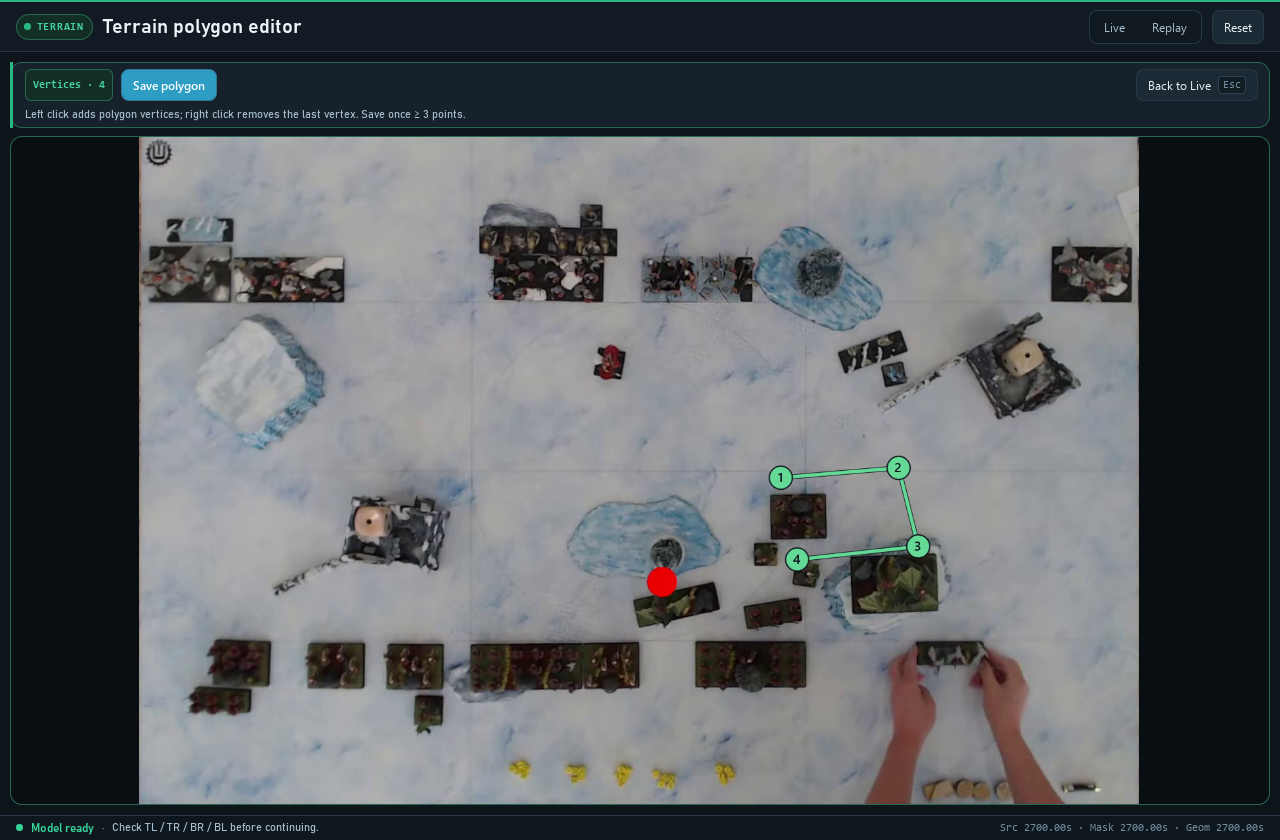 TERRAIN Terrain polygon editor Live Replay Reset
Vertices · 4 Save polygon Back to Live Esc
Left click adds polygon vertices; right click removes the last vertex. Save once ≥ 3 points.
U
1 2
3
4
Model ready · Check TL / TR / BR / BL before continuing. Src 2700.00s · Mask 2700.00s · Geom 2700.00s